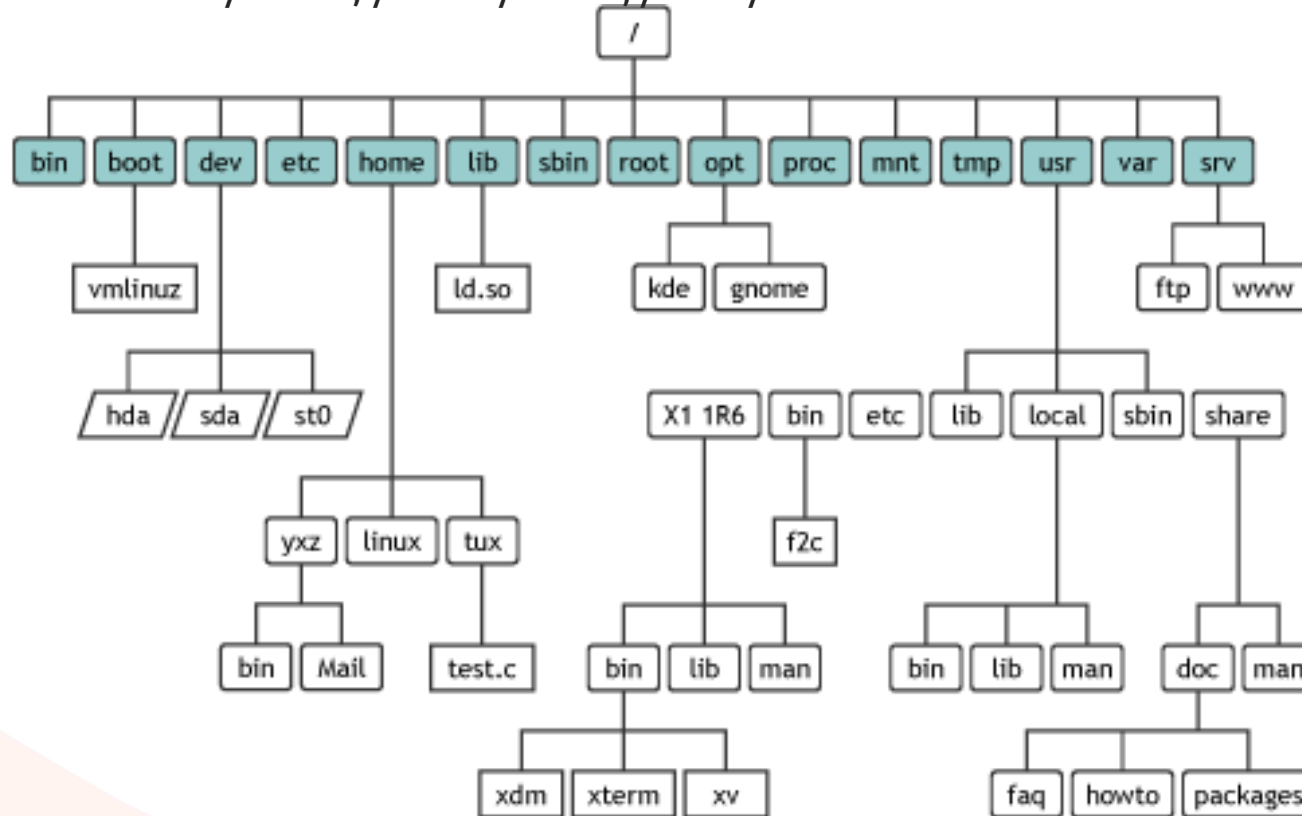 /
bin boot dev etc home lib sbin root opt proc mnt tmp usr var srv
vmlinuz ld.so kde gnome ftp www
hda sda st0 X1 1R6 bin etc lib local sbin share
yxz linux tux f2c
bin Mail test.c bin lib man bin lib man doc man
xdm xterm xv faq howto packages